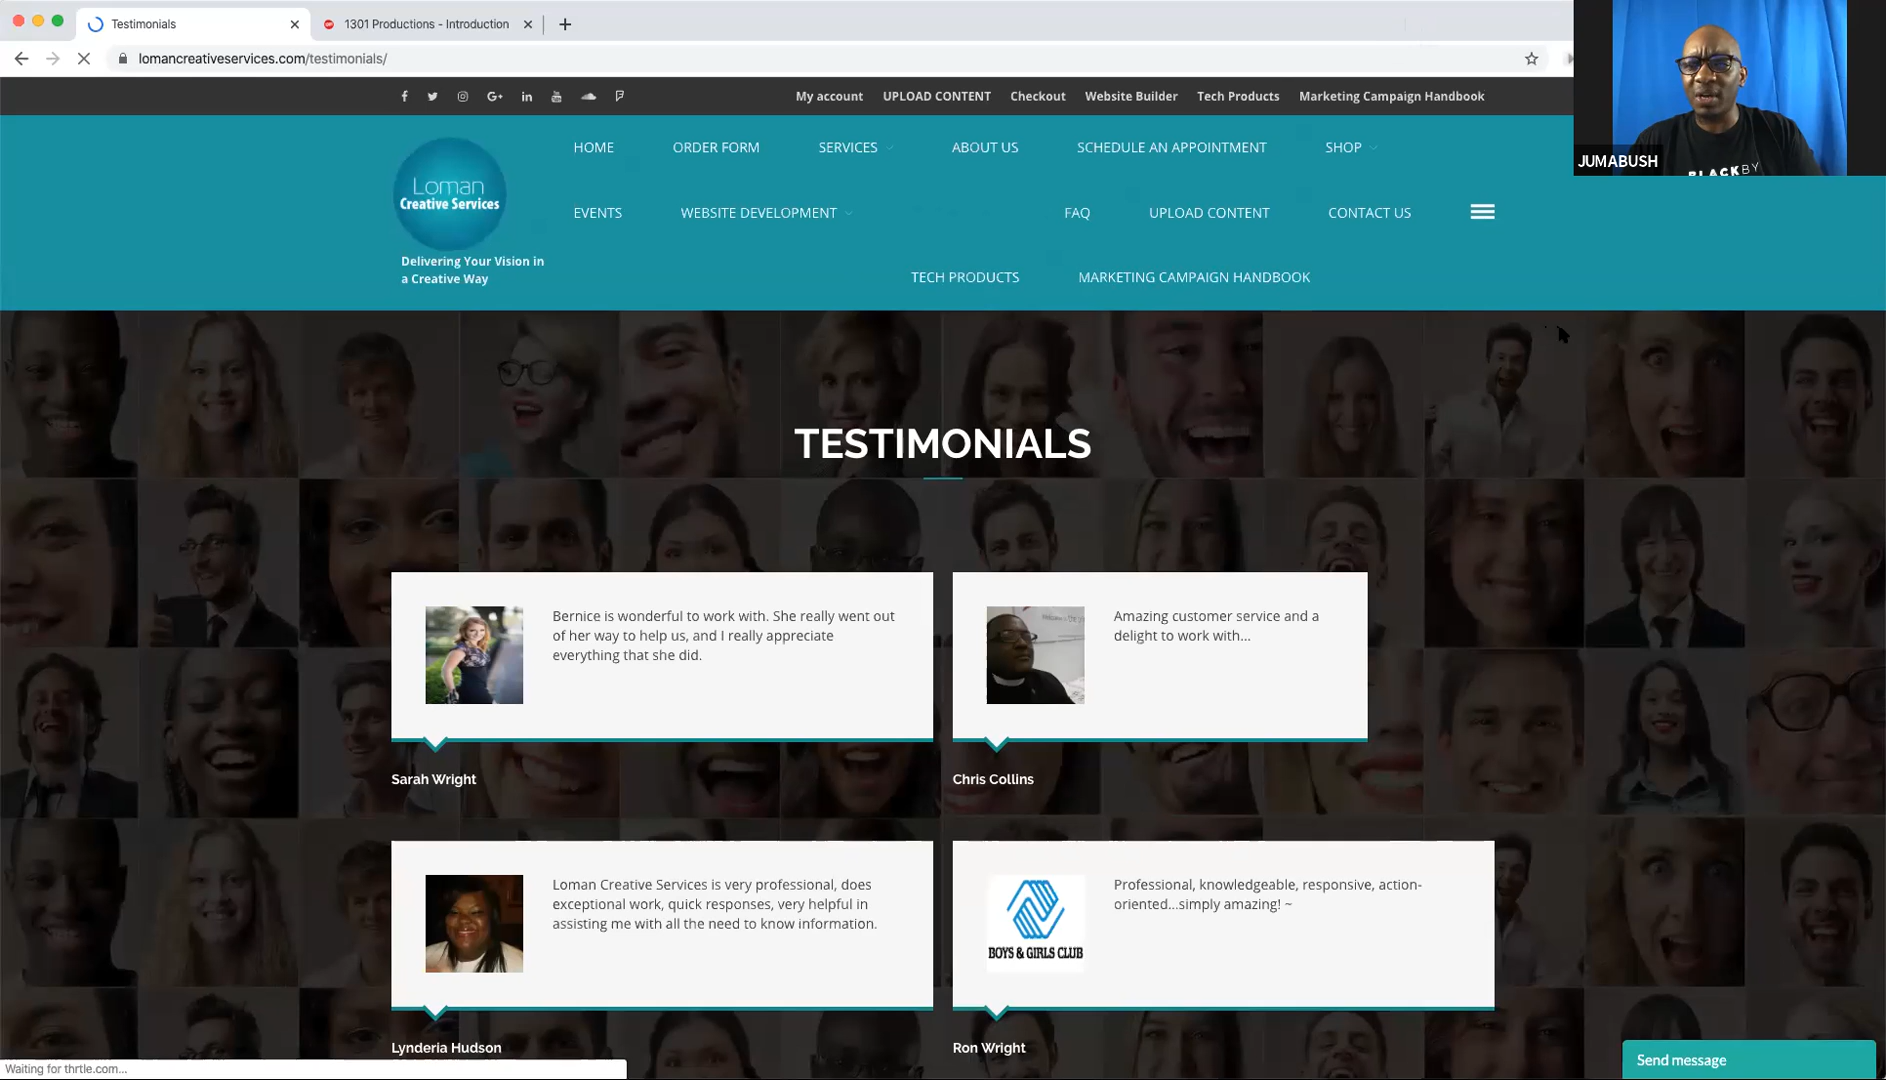 Testimonials
1301 Productions - Introduction
lomancreativeservices.com/testimonials/
My account
UPLOAD CONTENT
Checkout
Website Builder
Tech Products
Marketing Campaign Handbook
JUMABUSH
BLACKBY
Loman
Creative Services
Delivering Your Vision in
a Creative Way
HOME
ORDER FORM
SERVICES
ABOUT US
SCHEDULE AN APPOINTMENT
SHOP
EVENTS
WEBSITE DEVELOPMENT
FAQ
UPLOAD CONTENT
CONTACT US
TECH PRODUCTS
MARKETING CAMPAIGN HANDBOOK
TESTIMONIALS
Bernice is wonderful to work with. She really went out
of her way to help us, and I really appreciate
everything that she did.
Sarah Wright
Amazing customer service and a
delight to work with...
Chris Collins
Loman Creative Services is very professional, does
exceptional work, quick responses, very helpful in
assisting me with all the need to know information.
Lynderia Hudson
BOYS & GIRLS CLUB
Professional, knowledgeable, responsive, action-
oriented...simply amazing! ~
Ron Wright
Waiting for thrtle.com...
Send message